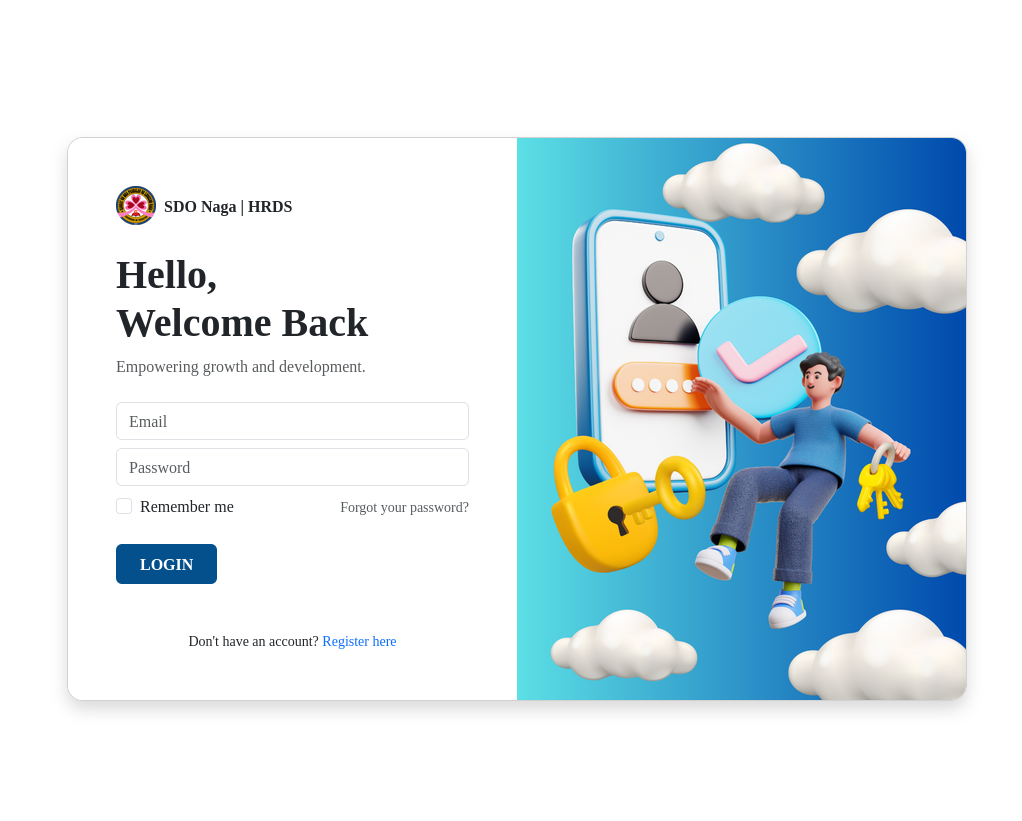 SDO Naga | HRDS
Hello,
Welcome Back
Empowering growth and development.
Email
Password
Remember me
Forgot your password?
LOGIN
Don't have an account? Register here